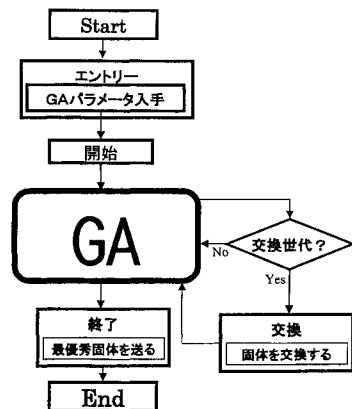 Start
エントリー
GAパラメータ入手
開始
GA
交換世代？
No
Yes
終了
最優秀固体を送る
交換
固体を交換する
End